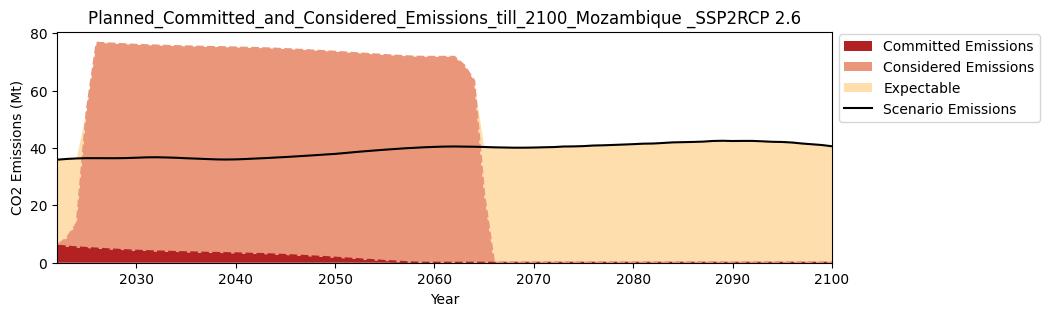 Planned_Committed_and_Considered_Emissions_till_2100_Mozambique _SSP2RCP 2.6
80
60
40
20
0
CO2 Emissions (Mt)
2030 2040 2050 2060 2070 2080 2090 2100
Year
Committed Emissions
Considered Emissions
Expectable
Scenario Emissions